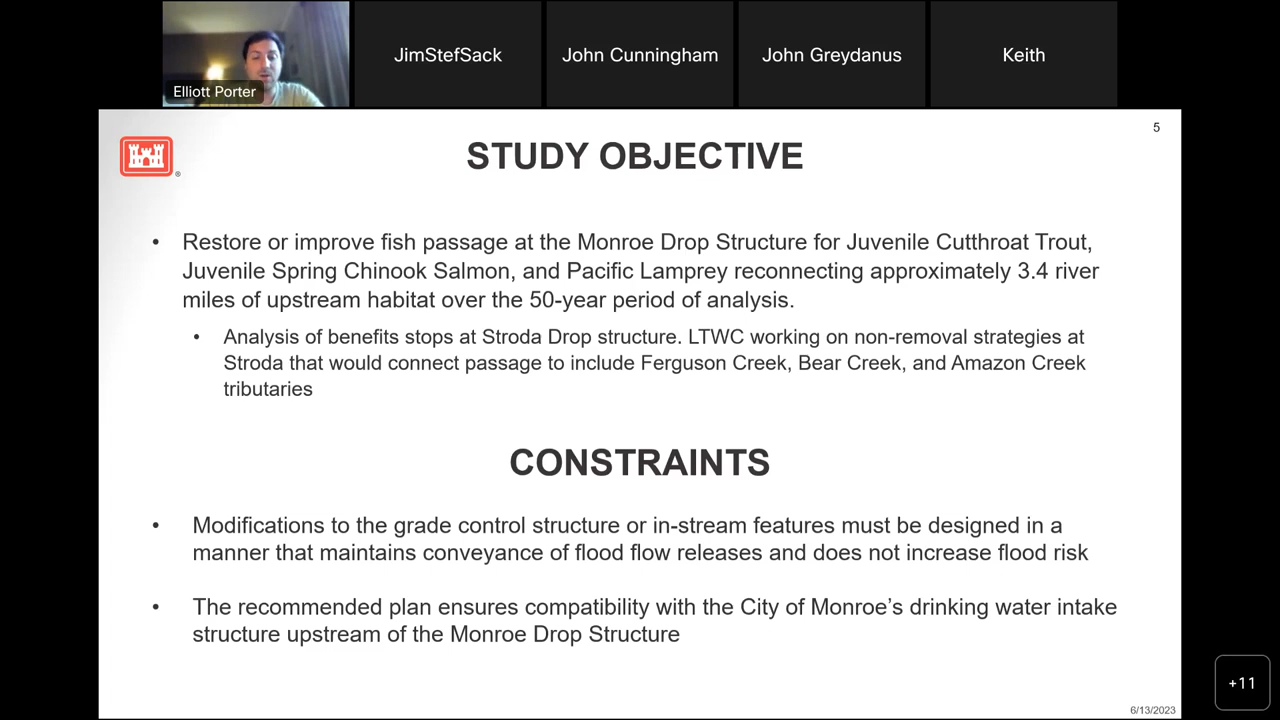 Elliott Porter
JimStefSack
John Cunningham
John Greydanus
Keith
5
STUDY OBJECTIVE
®
• Restore or improve fish passage at the Monroe Drop Structure for Juvenile Cutthroat Trout,
Juvenile Spring Chinook Salmon, and Pacific Lamprey reconnecting approximately 3.4 river
miles of upstream habitat over the 50-year period of analysis.
• Analysis of benefits stops at Stroda Drop structure. LTWC working on non-removal strategies at
Stroda that would connect passage to include Ferguson Creek, Bear Creek, and Amazon Creek
tributaries
CONSTRAINTS
• Modifications to the grade control structure or in-stream features must be designed in a
manner that maintains conveyance of flood flow releases and does not increase flood risk
• The recommended plan ensures compatibility with the City of Monroe’s drinking water intake
structure upstream of the Monroe Drop Structure
+11
6/13/2023